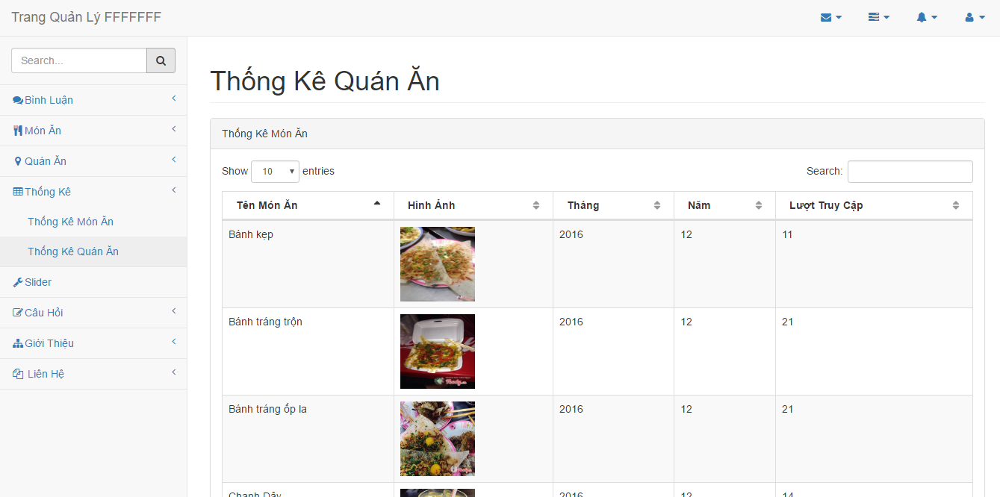 Trang Quản Lý FFFFFFF
Search...
Bình Luận
Món Ăn
Quán Ăn
Thống Kê
Thống Kê Món Ăn
Thống Kê Quán Ăn
Slider
Câu Hỏi
Giới Thiệu
Liên Hệ
Thống Kê Quán Ăn
Thống Kê Món Ăn
Show 10 entries
Search:
Tên Món Ăn Hình Ảnh Tháng Năm Lượt Truy Cập
Bánh kẹp 2016 12 11
Bánh tráng trộn 2016 12 21
Bánh tráng ốp la 2016 12 21
Chanh Dây 2016 12 14